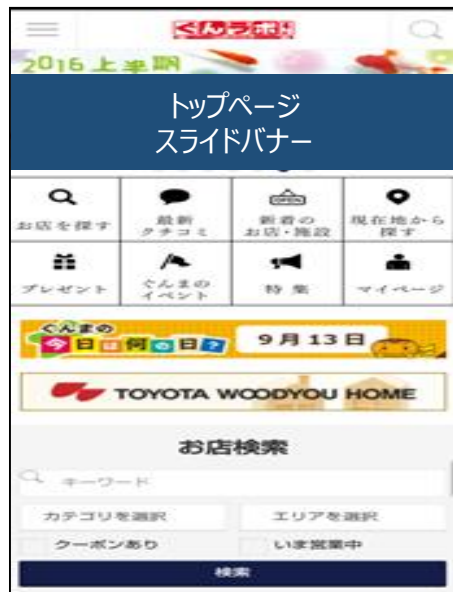 ぐんラボ!
2016上半期
トップページ
スライドバナー
OPEN
お店を探す
最新
クチコミ
新着の
お店・施設
現在地から
探す
プレゼント
ぐんまの
イベント
特集
マイページ
ぐんまの
今日は何の日?
9月13日
TOYOTA WOODYOU HOME
お店検索
キーワード
カテゴリを選択
エリアを選択
クーポンあり
いま営業中
検索